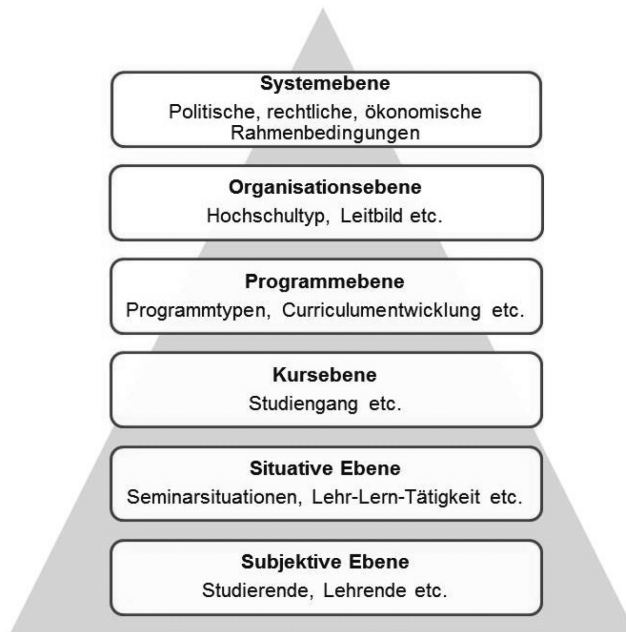 Systemebene
Politische, rechtliche, ökonomische
Rahmenbedingungen
Organisationsebene
Hochschultyp, Leitbild etc.
Programmebene
Programmtypen, Curriculumentwicklung etc.
Kursebene
Studiengang etc.
Situative Ebene
Seminarsituationen, Lehr-Lern-Tätigkeit etc.
Subjektive Ebene
Studierende, Lehrende etc.